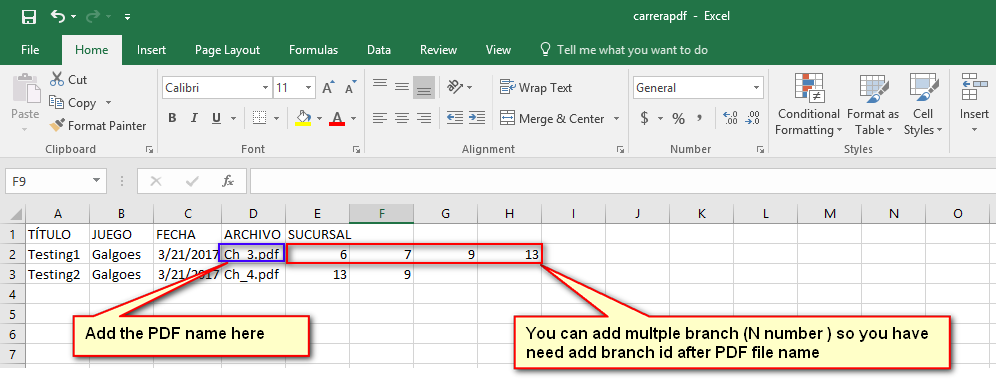 carrerapdf - Excel
File Home Insert Page Layout Formulas Data Review View Tell me what you want to do
Cut
Copy
Format Painter
Paste
Calibri 11
A A
B I U
A
Wrap Text
Merge & Center
General
$ % ,
.0 .00
.00 .0
Conditional Formatting
Format as Table
Cell Styles
Insert
Clipboard Font Alignment Number Styles
F9 fx
A B C D E F G H I J K L M N O
1 TÍTULO JUEGO FECHA ARCHIVO SUCURSAL
2 Testing1 Galgoes 3/21/2017 Ch_3.pdf 6 7 9 13
3 Testing2 Galgoes 3/21/2017 Ch_4.pdf 13 9
4
5
6
7
Add the PDF name here
You can add multple branch (N number ) so you have
need add branch id after PDF file name